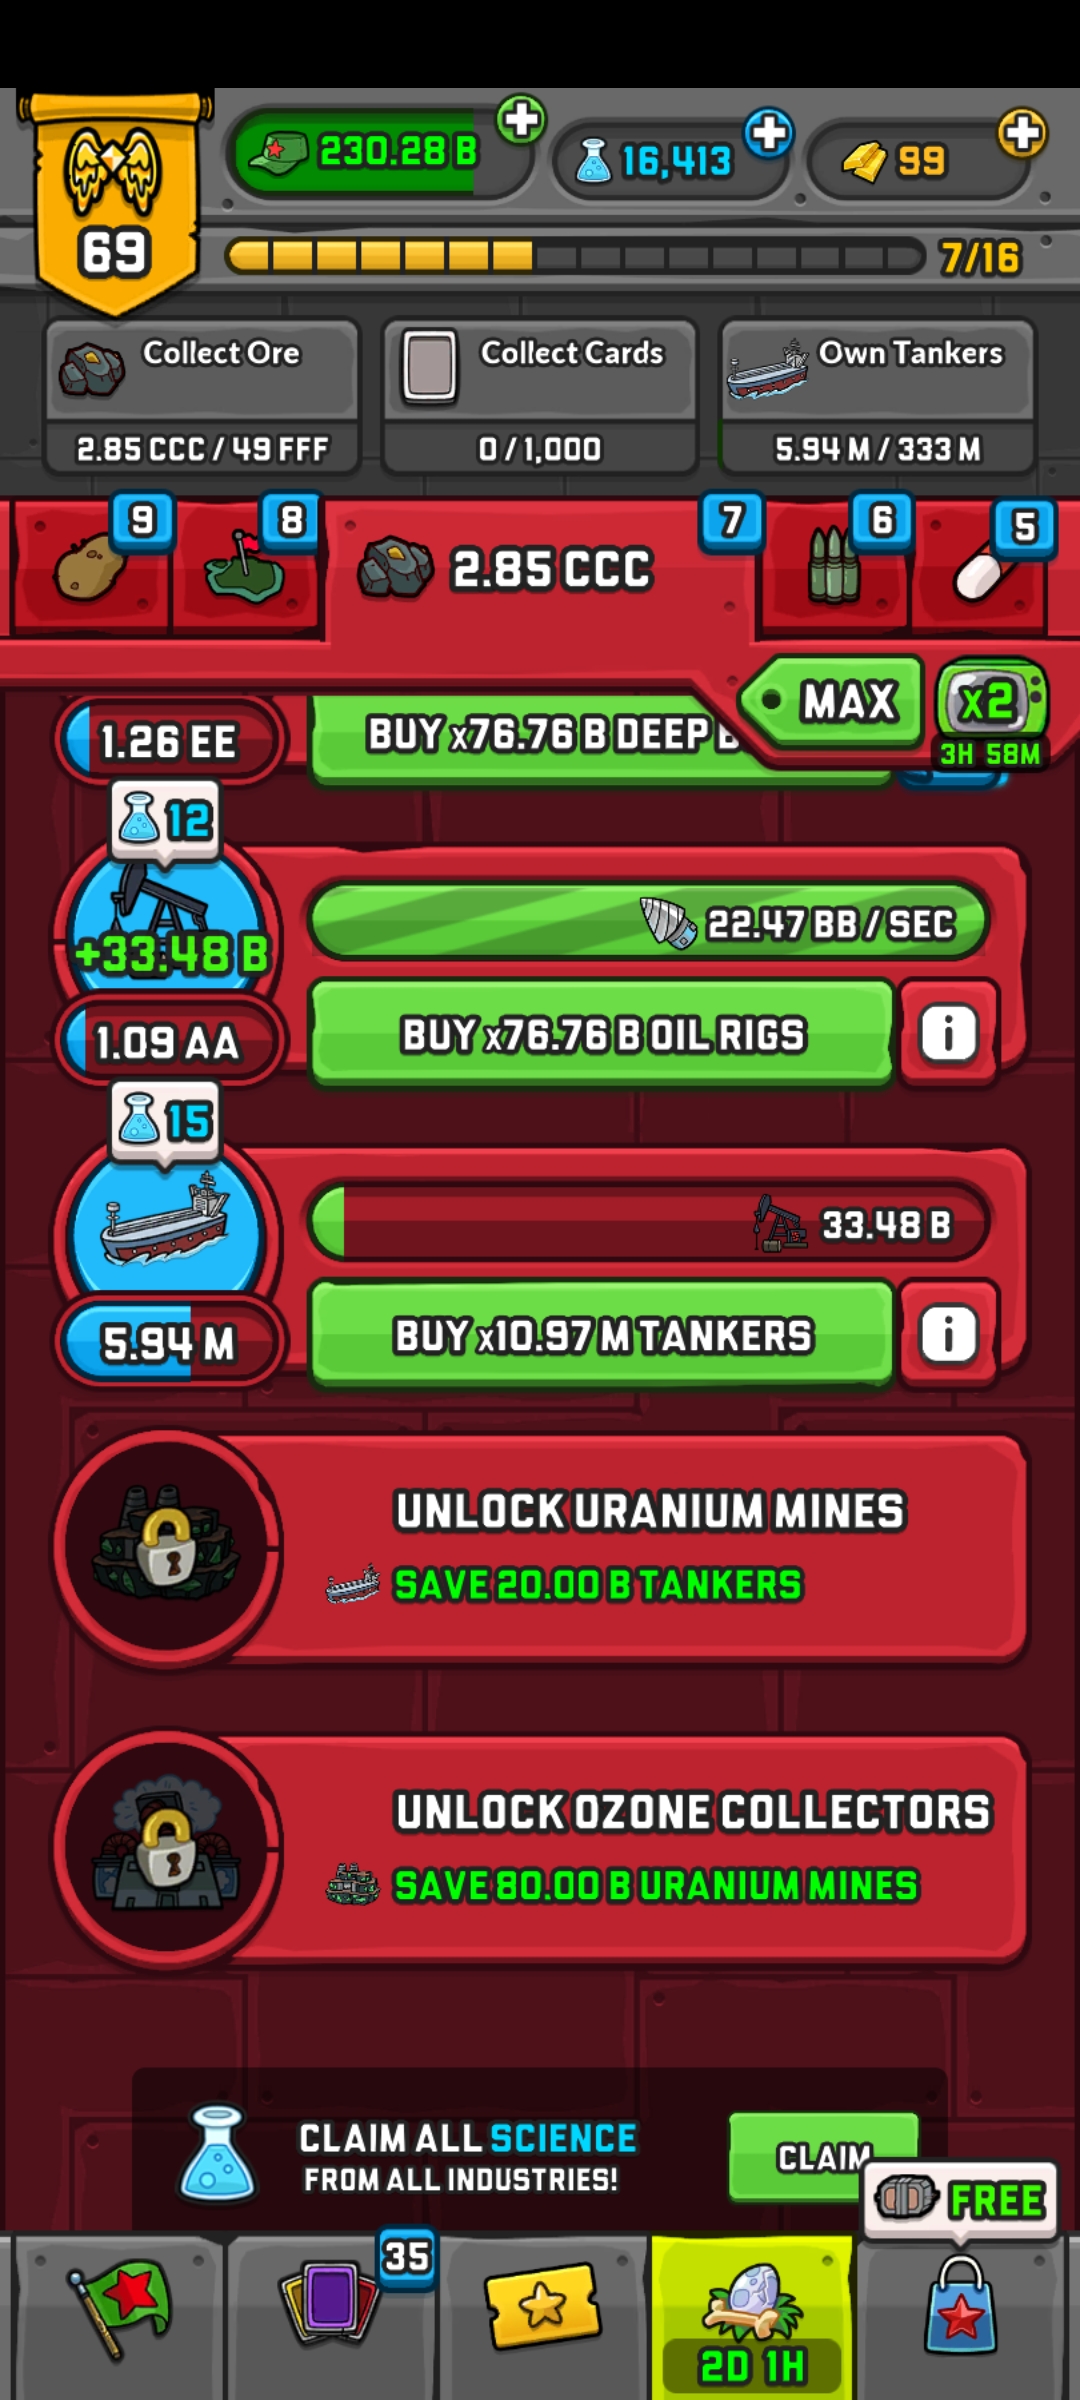 69
230.28 B
16,413
99
7/16
Collect Ore
2.85 CCC / 49 FFF
Collect Cards
0 / 1,000
Own Tankers
5.94 M / 333 M
9
8
2.85 CCC
7
6
5
MAX
x2
3H 58M
1.26 EE
BUY x76.76 B DEEP B
12
+33.48 B
22.47 BB / SEC
1.09 AA
BUY x76.76 B OIL RIGS
i
15
33.48 B
5.94 M
BUY x10.97 M TANKERS
i
UNLOCK URANIUM MINES
SAVE 20.00 B TANKERS
UNLOCK OZONE COLLECTORS
SAVE 80.00 B URANIUM MINES
CLAIM ALL SCIENCE
FROM ALL INDUSTRIES!
CLAIM
FREE
35
2D 1H